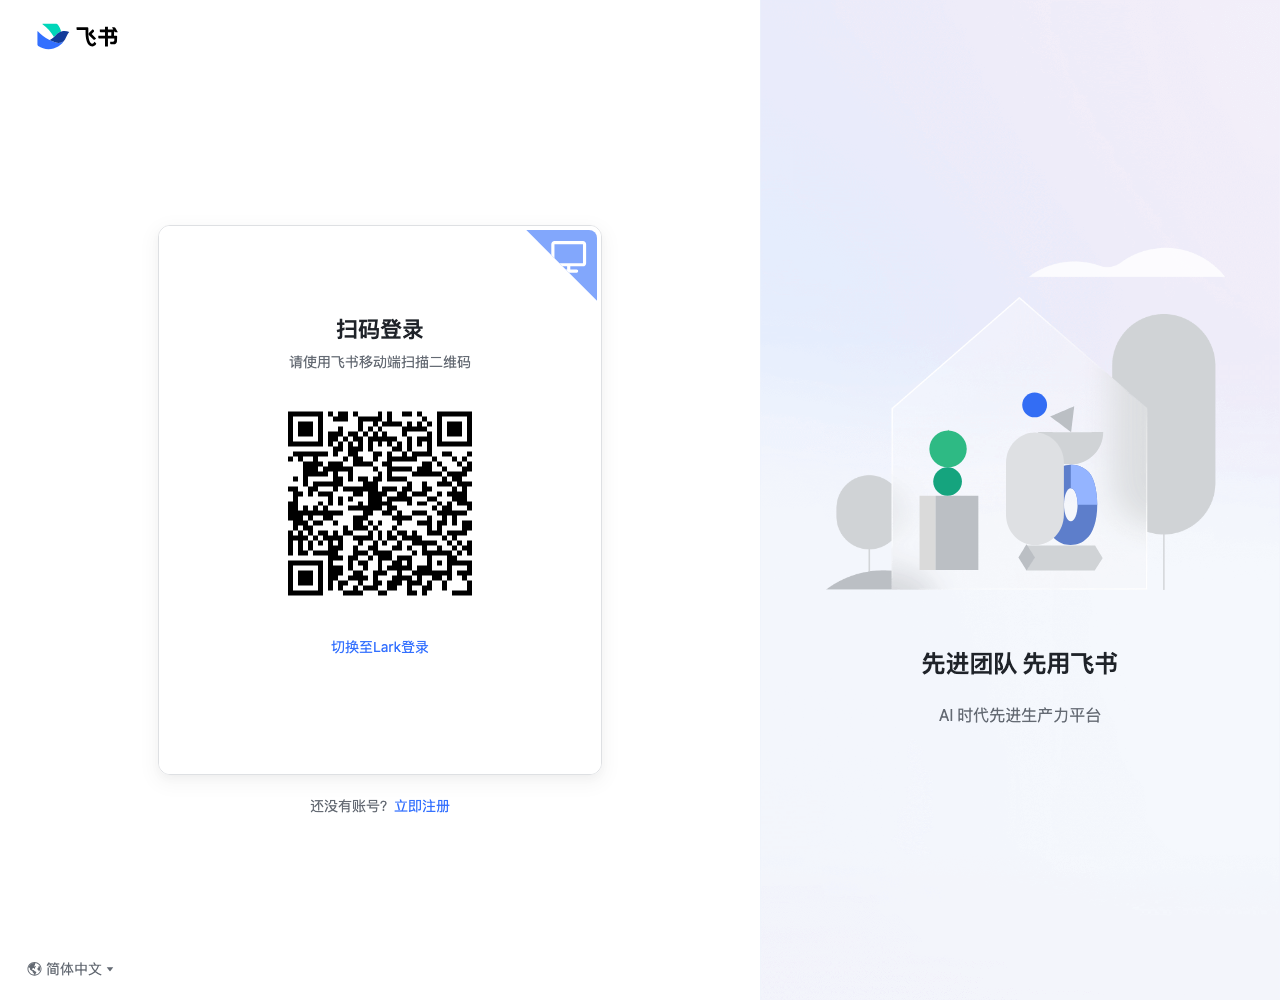 飞书
扫码登录
请使用飞书移动端扫描二维码
切换至Lark登录
还没有账号? 立即注册
简体中文
先进团队 先用飞书
AI 时代先进生产力平台